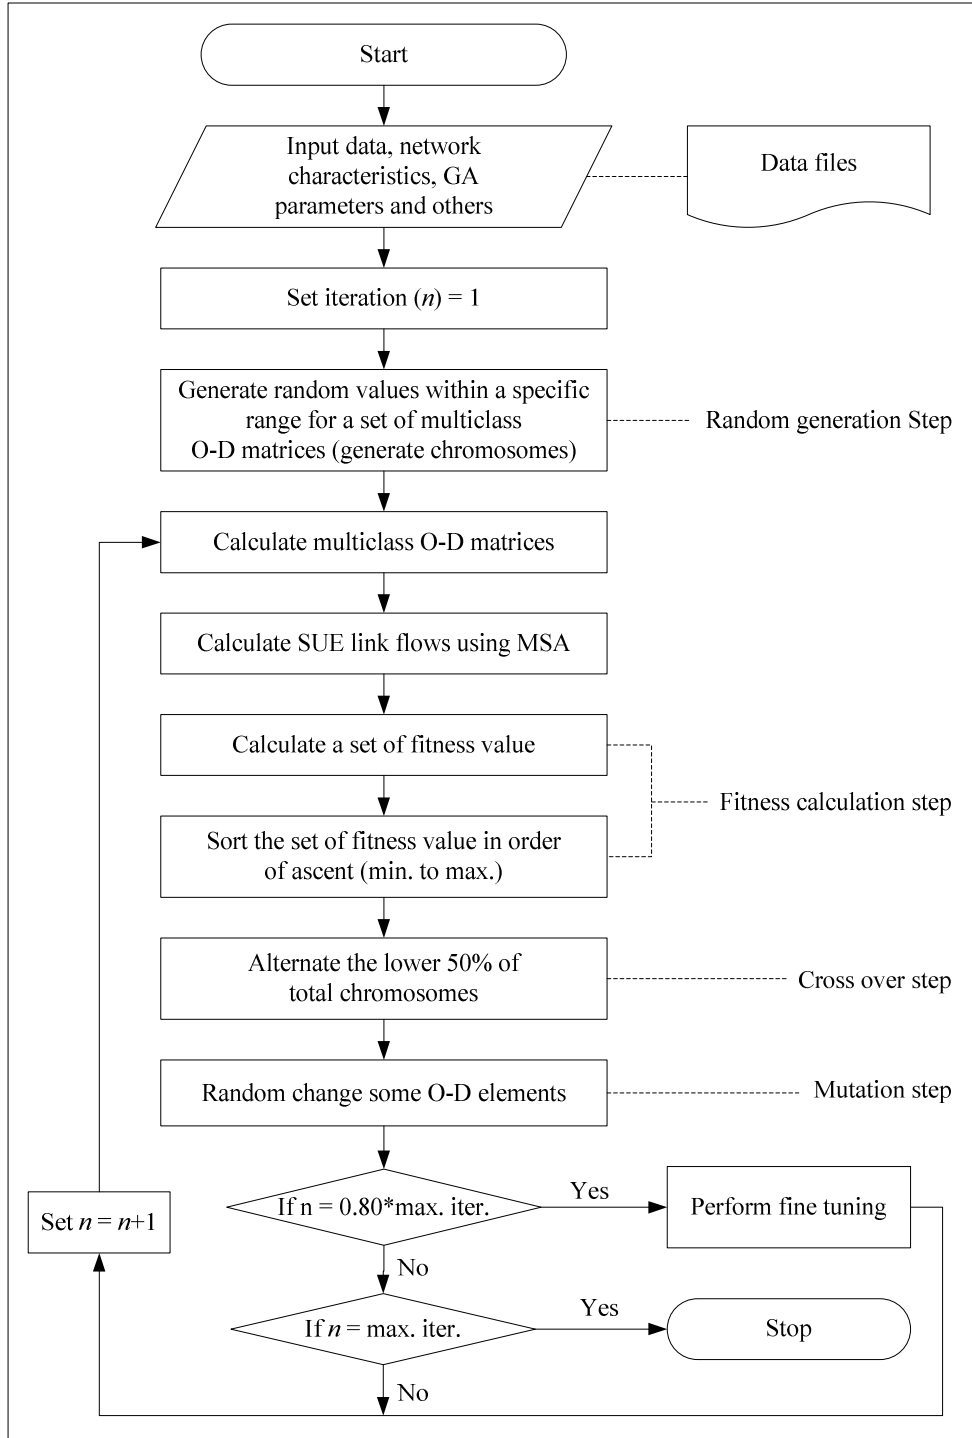 Start
Input data, network
characteristics, GA
parameters and others
Data files
Set iteration (n) = 1
Generate random values within a specific
range for a set of multiclass
O-D matrices (generate chromosomes)
Random generation Step
Calculate multiclass O-D matrices
Calculate SUE link flows using MSA
Calculate a set of fitness value
Fitness calculation step
Sort the set of fitness value in order
of ascent (min. to max.)
Alternate the lower 50% of
total chromosomes
Cross over step
Random change some O-D elements
Mutation step
If n = 0.80*max. iter.
Yes
Perform fine tuning
Set n = n+1
No
If n = max. iter.
Yes
Stop
No